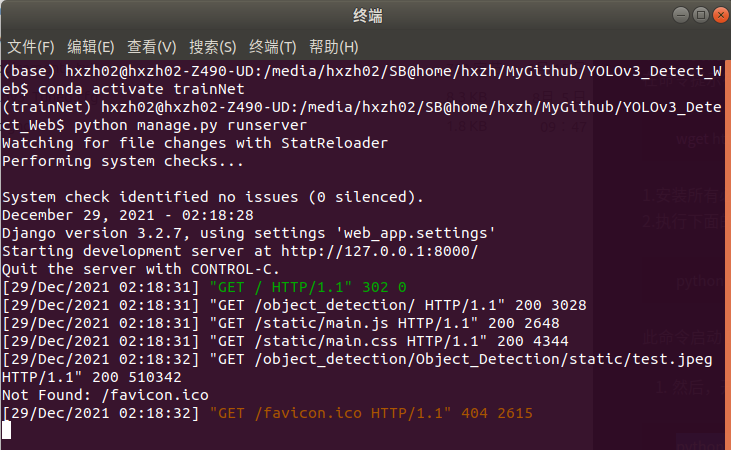 终端
文件(F) 编辑(E) 查看(V) 搜索(S) 终端(T) 帮助(H)
(base) hxzh02@hxzh02-Z490-UD:/media/hxzh02/SB@home/hxzh/MyGithub/YOLOv3_Detect_W
eb$ conda activate trainNet
(trainNet) hxzh02@hxzh02-Z490-UD:/media/hxzh02/SB@home/hxzh/MyGithub/YOLOv3_Dete
ct_Web$ python manage.py runserver
Watching for file changes with StatReloader
Performing system checks...
System check identified no issues (0 silenced).
December 29, 2021 - 02:18:28
Django version 3.2.7, using settings 'web_app.settings'
Starting development server at http://127.0.0.1:8000/
Quit the server with CONTROL-C.
[29/Dec/2021 02:18:31] "GET / HTTP/1.1" 302 0
[29/Dec/2021 02:18:31] "GET /object_detection/ HTTP/1.1" 200 3028
[29/Dec/2021 02:18:31] "GET /static/main.js HTTP/1.1" 200 2648
[29/Dec/2021 02:18:31] "GET /static/main.css HTTP/1.1" 200 4344
[29/Dec/2021 02:18:32] "GET /object_detection/Object_Detection/static/test.jpeg
HTTP/1.1" 200 510342
Not Found: /favicon.ico
[29/Dec/2021 02:18:32] "GET /favicon.ico HTTP/1.1" 404 2615